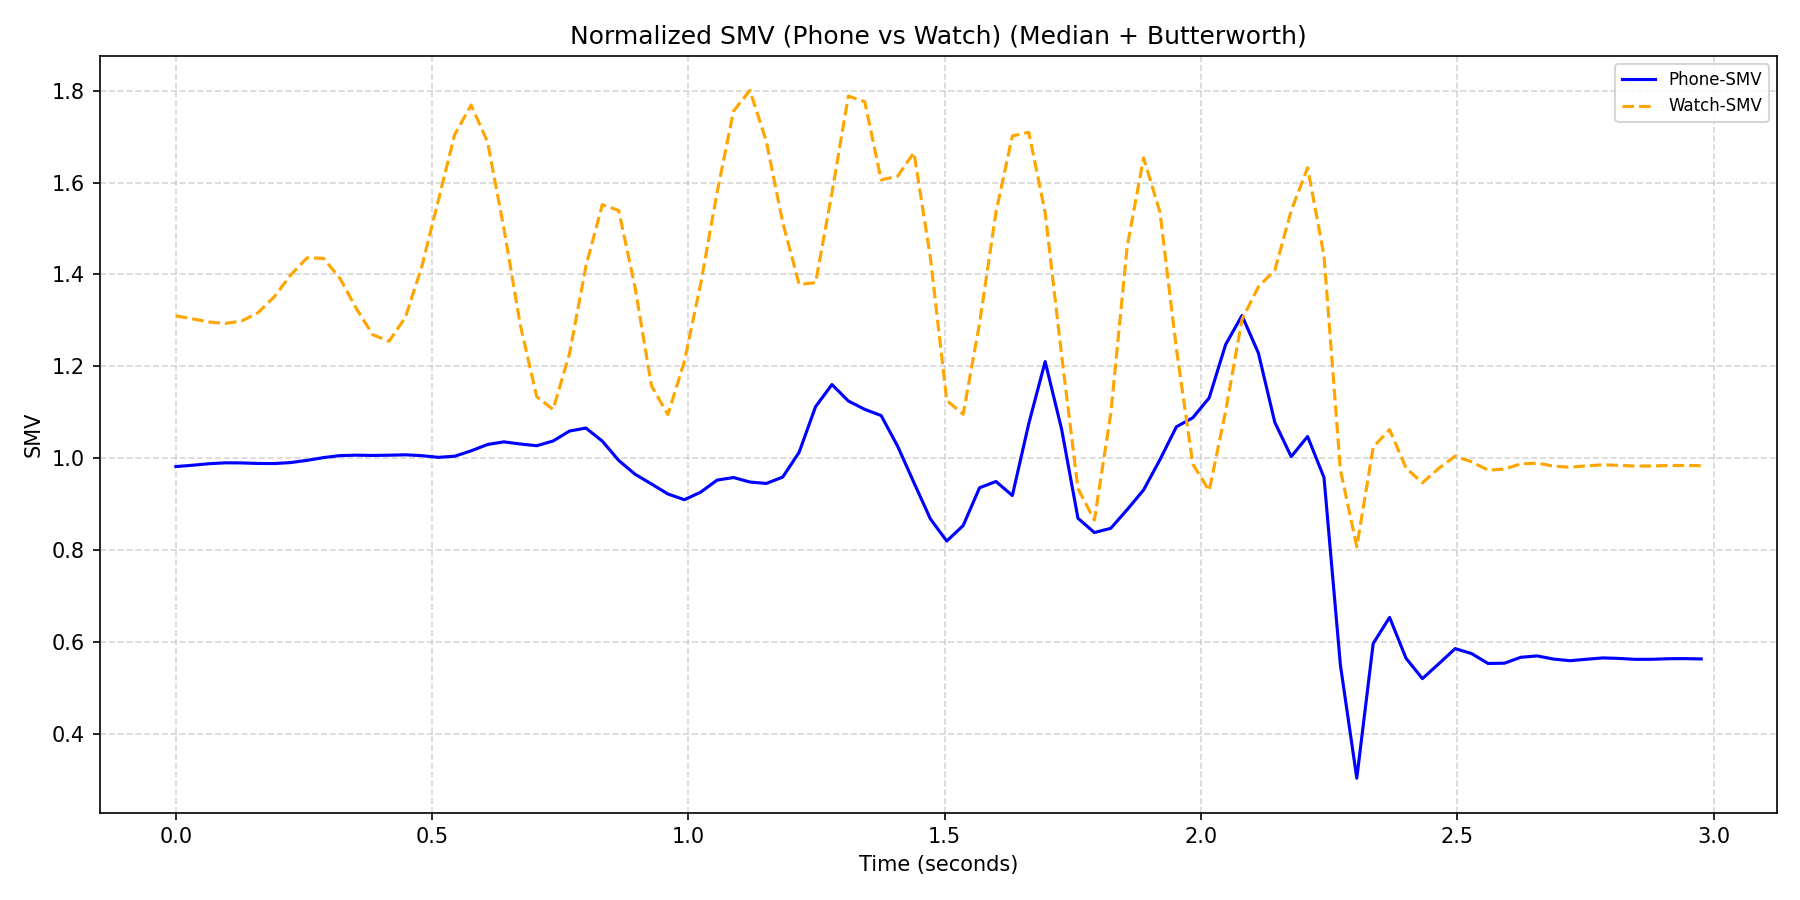 Normalized SMV (Phone vs Watch) (Median + Butterworth)
Phone-SMV
Watch-SMV
SMV
1.8
1.6
1.4
1.2
1.0
0.8
0.6
0.4
0.0 0.5 1.0 1.5 2.0 2.5 3.0
Time (seconds)